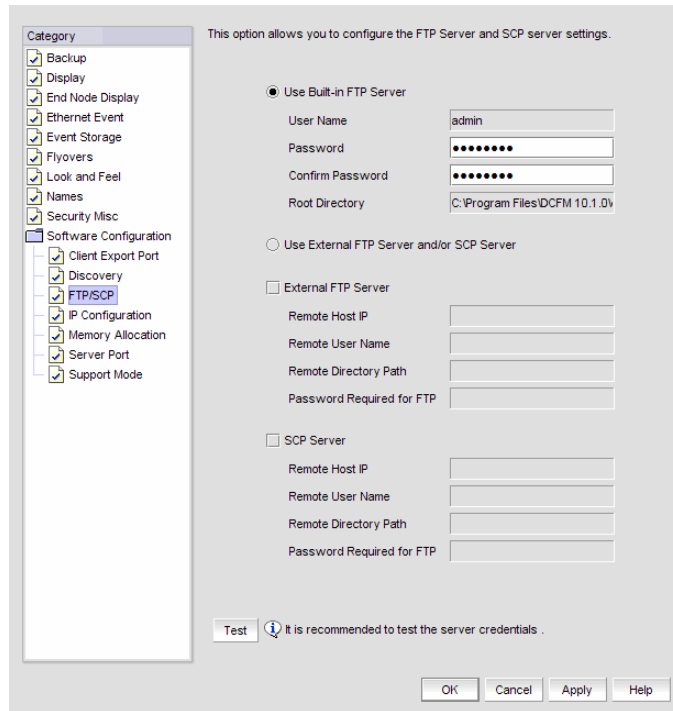 Category
Backup
Display
End Node Display
Ethernet Event
Event Storage
Flyovers
Look and Feel
Names
Security Misc
Software Configuration
Client Export Port
Discovery
FTP/SCP
IP Configuration
Memory Allocation
Server Port
Support Mode
This option allows you to configure the FTP Server and SCP server settings.
Use Built-in FTP Server
User Name admin
Password ••••••••
Confirm Password ••••••••
Root Directory C:\Program Files\DCFM 10.1.0\
Use External FTP Server and/or SCP Server
External FTP Server
Remote Host IP
Remote User Name
Remote Directory Path
Password Required for FTP
SCP Server
Remote Host IP
Remote User Name
Remote Directory Path
Password Required for FTP
Test It is recommended to test the server credentials .
OK Cancel Apply Help